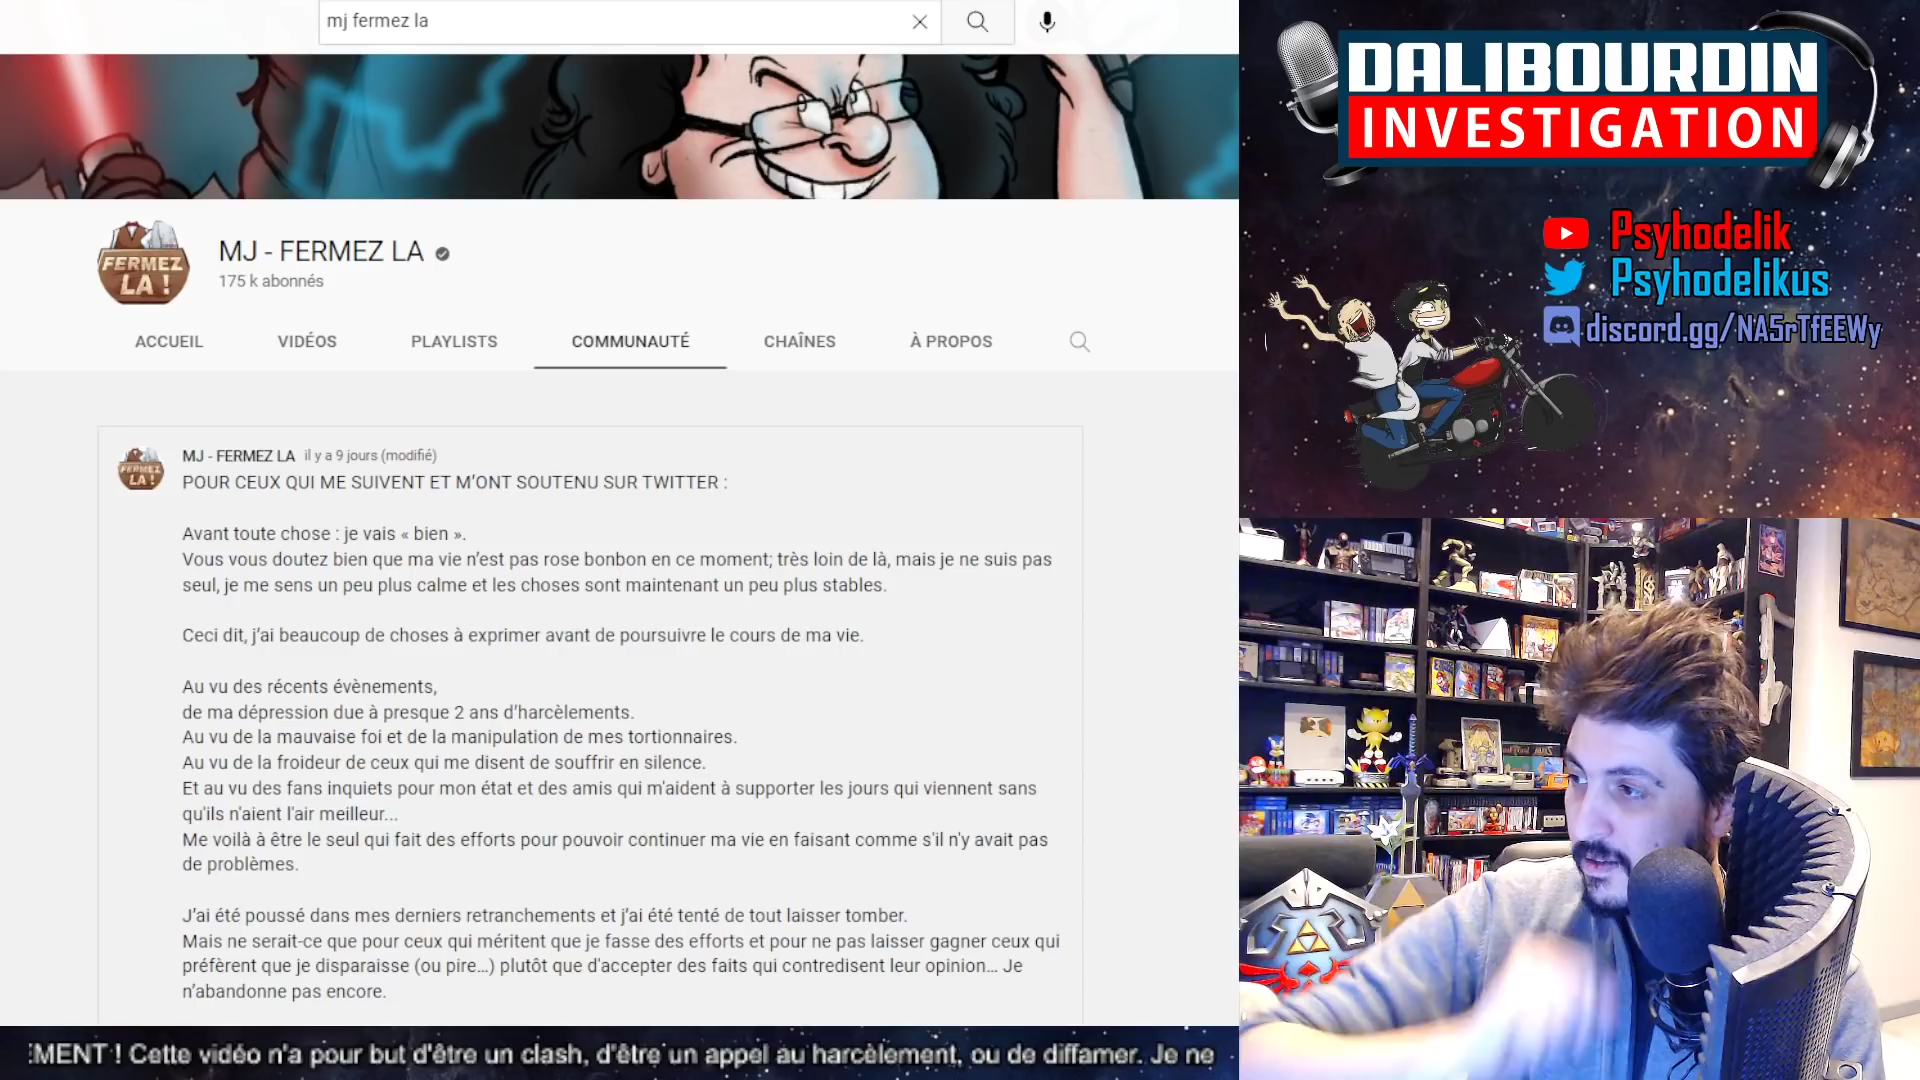 mj fermez la
DALIBOURDIN
INVESTIGATION
Psyhodelik
Psyhodelikus
discord.gg/NA5rTfEEWy
FERMEZ
LA !
MJ - FERMEZ LA
175 k abonnés
ACCUEIL
VIDÉOS
PLAYLISTS
COMMUNAUTÉ
CHAÎNES
À PROPOS
FERMEZ
LA !
MJ - FERMEZ LA il y a 9 jours (modifié)
POUR CEUX QUI ME SUIVENT ET M’ONT SOUTENU SUR TWITTER :
Avant toute chose : je vais « bien ».
Vous vous doutez bien que ma vie n’est pas rose bonbon en ce moment; très loin de là, mais je ne suis pas
seul, je me sens un peu plus calme et les choses sont maintenant un peu plus stables.
Ceci dit, j’ai beaucoup de choses à exprimer avant de poursuivre le cours de ma vie.
Au vu des récents évènements,
de ma dépression due à presque 2 ans d’harcèlements.
Au vu de la mauvaise foi et de la manipulation de mes tortionnaires.
Au vu de la froideur de ceux qui me disent de souffrir en silence.
Et au vu des fans inquiets pour mon état et des amis qui m'aident à supporter les jours qui viennent sans
qu'ils n'aient l'air meilleur...
Me voilà à être le seul qui fait des efforts pour pouvoir continuer ma vie en faisant comme s'il n'y avait pas
de problèmes.
J’ai été poussé dans mes derniers retranchements et j’ai été tenté de tout laisser tomber.
Mais ne serait-ce que pour ceux qui méritent que je fasse des efforts et pour ne pas laisser gagner ceux qui
préfèrent que je disparaisse (ou pire…) plutôt que d'accepter des faits qui contredisent leur opinion… Je
n’abandonne pas encore.
MENT ! Cette vidéo n'a pour but d'être un clash, d'être un appel au harcèlement, ou de diffamer. Je ne